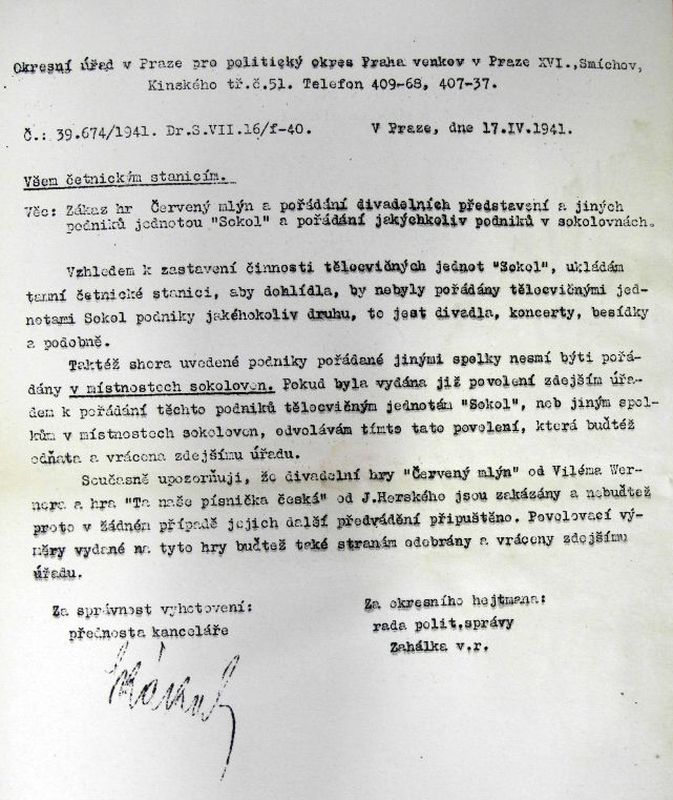 Okresní úřad v Praze pro politický okres Praha venkov v Praze XVI.,Smíchov,
Kinského tř.č.51. Telefon 409-68, 407-37.
Č.: 39.674/1941. Dr.S.VII.16/f-40. V Praze, dne 17.IV.1941.
Všem četnickým stanicím.
Věc: Zákaz hr Červený mlýn a pořádání divadelních představení a jiných
podniků jednotou "Sokol" a pořádání jakýchkoliv podniků v sokolovnách.
Vzhledem k zastavení činnosti tělocvičných jednot "Sokol", ukládám
tamní četnické stanici, aby dohlídla, by nebyly pořádány tělocvičnými jed-
notami Sokol podniky jakéhokoliv druhu, to jest divadla, koncerty, besídky
a podobně.
Taktéž shora uvedené podniky pořádané jinými spolky nesmí býti pořá-
dány v místnostech sokoloven. Pokud byla vydána již povolení zdejším úřa-
dem k pořádání těchto podniků tělocvičným jednotám "Sokol", neb jiným spol-
kům v místnostech sokoloven, odvolávám tímto tato povolení, která buďtéž
odňata a vrácena zdejšímu úřadu.
Současně upozorňuji, že divadelní hry "Červený mlýn" od Viléma Wer-
nera a hra "Ta naše písnička česká" od J.Herského jsou zakázány a nebuďtež
proto v žádném případě jejich další předvádění připuštěno. Povolovací vý-
měry vydané na tyto hry buďtež také stranám odebrány a vráceny zdejšímu
úřadu.
Za správnost vyhotovení: Za okresního hejtmana:
přednosta kanceláře rada polit.správy
Zahálka v.r.